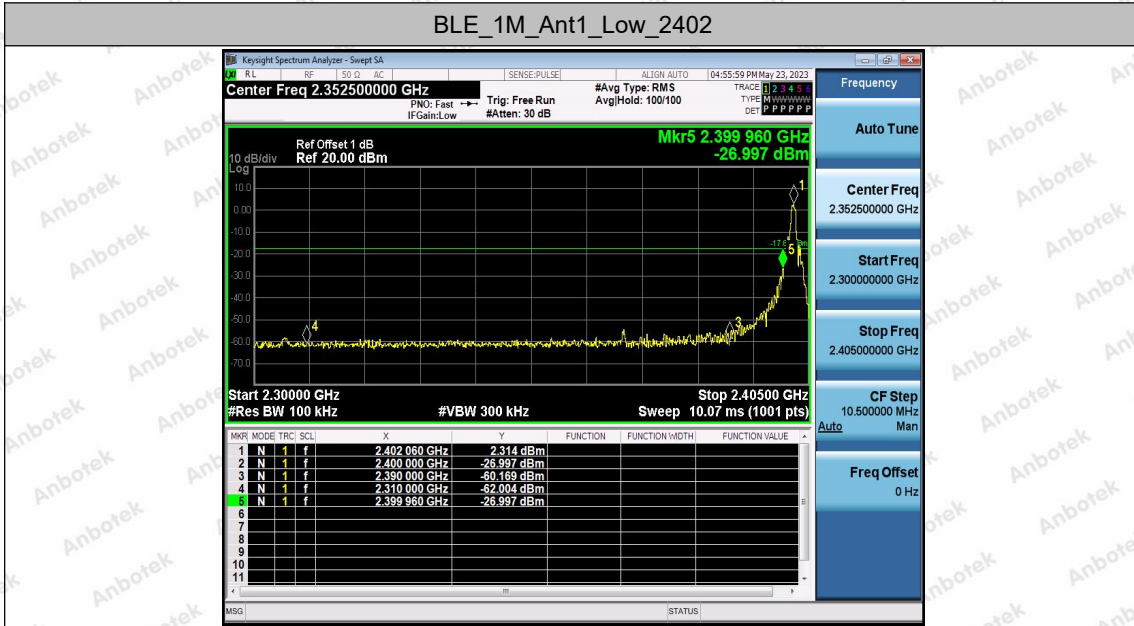 BLE_1M_Ant1_Low_2402
Keysight Spectrum Analyzer - Swept SA
RL RF 50 Ω AC SENSE:PULSE ALIGN AUTO 04:55:59 PM May 23, 2023
Center Freq 2.352500000 GHz
PNO: Fast
IFGain:Low
Trig: Free Run
#Atten: 30 dB
#Avg Type: RMS
Avg|Hold: 100/100
TRACE 1 2 3 4 5 6
TYPE M WWWWW
DET P P P P P P
Mkr5 2.399 960 GHz
-26.997 dBm
Ref Offset 1 dB
10 dB/div Ref 20.00 dBm
Log
10.0
0.00
-10.0
-20.0
-30.0
-40.0
-50.0
-60.0
-70.0
1
5
4
3
Start 2.30000 GHz Stop 2.40500 GHz
#Res BW 100 kHz #VBW 300 kHz Sweep 10.07 ms (1001 pts)
MKR MODE TRC SCL X Y FUNCTION FUNCTION WIDTH FUNCTION VALUE
1 N 1 f 2.402 060 GHz 2.314 dBm
2 N 1 f 2.400 000 GHz -26.997 dBm
3 N 1 f 2.390 000 GHz -60.169 dBm
4 N 1 f 2.310 000 GHz -62.004 dBm
5 N 1 f 2.399 960 GHz -26.997 dBm
6
7
8
9
10
11
MSG STATUS
Frequency
Auto Tune
Center Freq
2.352500000 GHz
Start Freq
2.300000000 GHz
Stop Freq
2.405000000 GHz
CF Step
10.500000 MHz
Auto Man
Freq Offset
0 Hz
Anbotek